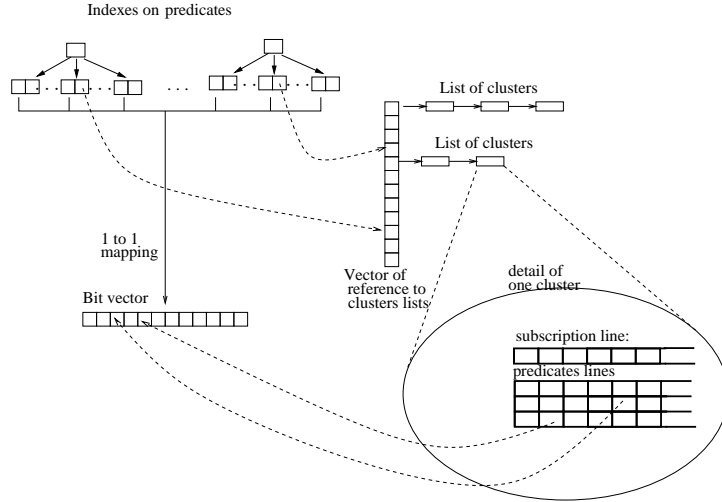 Indexes on predicates
List of clusters
List of clusters
1 to 1
mapping
Vector of
reference to
clusters lists
detail of
one cluster
Bit vector
subscription line:
predicates lines